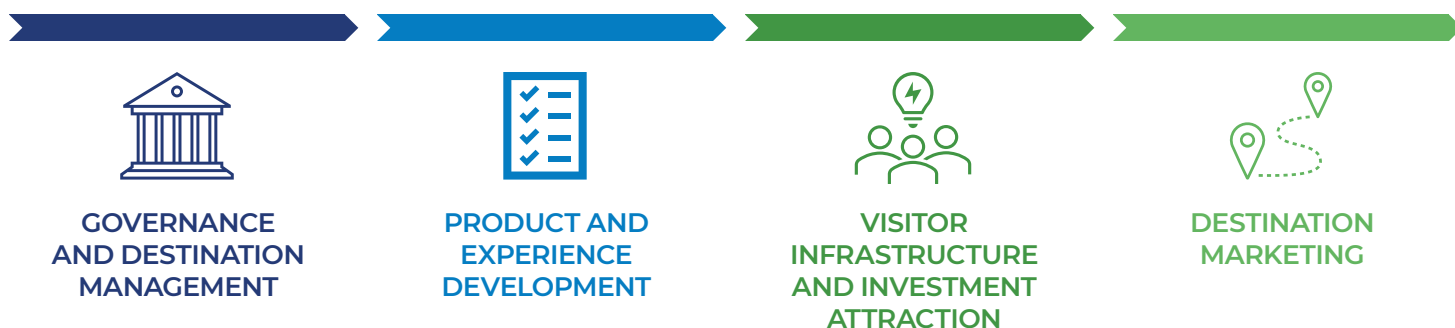 GOVERNANCE
AND DESTINATION
MANAGEMENT
PRODUCT AND
EXPERIENCE
DEVELOPMENT
VISITOR
INFRASTRUCTURE
AND INVESTMENT
ATTRACTION
DESTINATION
MARKETING